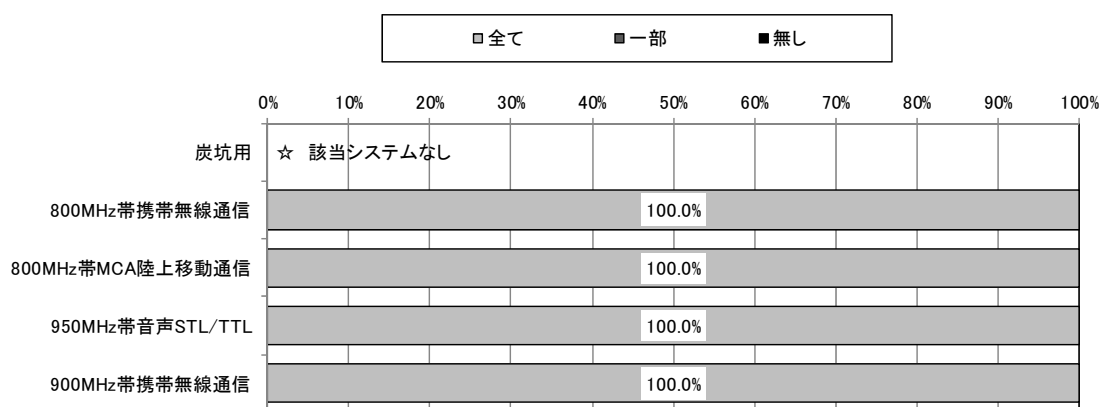 全て 一部 無し
0% 10% 20% 30% 40% 50% 60% 70% 80% 90% 100%
炭坑用 ☆ 該当システムなし
800MHz帯携帯無線通信 100.0%
800MHz帯MCA陸上移動通信 100.0%
950MHz帯音声STL/TTL 100.0%
900MHz帯携帯無線通信 100.0%